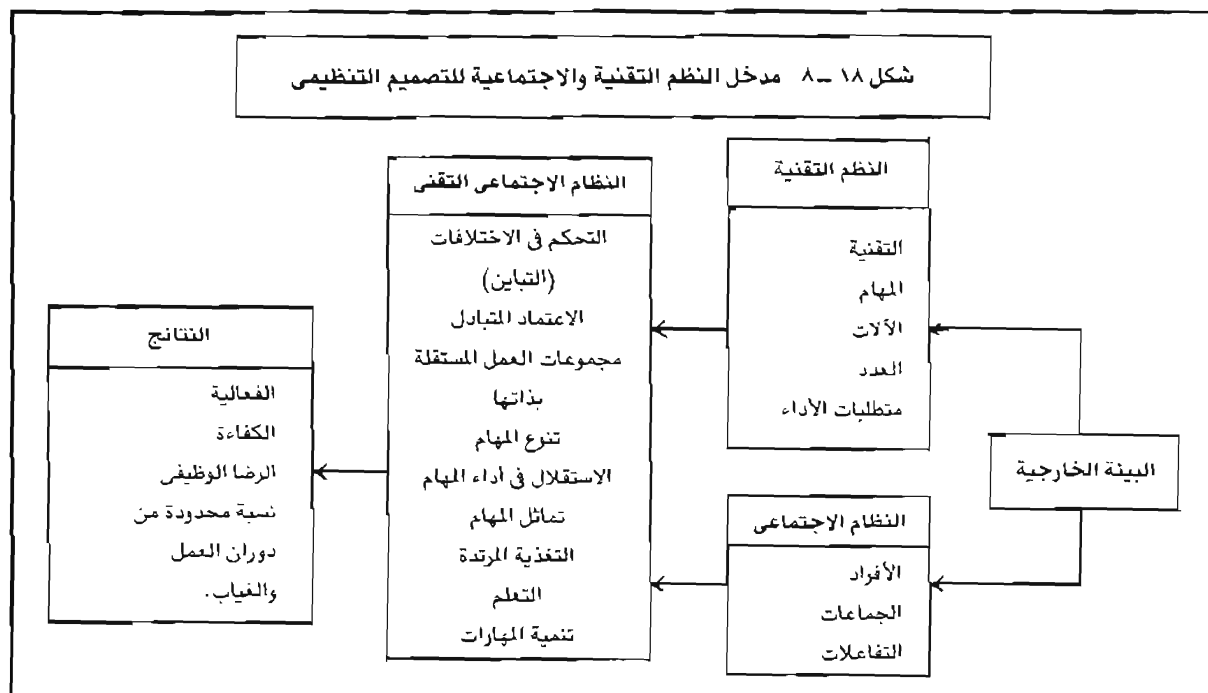 شكل ١٨ – ٨ مدخل النظم التقنية والاجتماعية للتصميم التنظيمى
البيئة الخارجية
النظم التقنية
التقنية
المهام
الآلات
العدد
متطلبات الأداء
النظام الاجتماعى
الأفراد
الجماعات
التفاعلات
النظام الاجتماعى التقنى
التحكم فى الاختلافات
(التباين)
الاعتماد المتبادل
مجموعات العمل المستقلة
بذاتها
تنوع المهام
الاستقلال فى أداء المهام
تماثل المهام
التغذية المرتدة
التعلم
تنمية المهارات
النتائج
الفعالية
الكفاءة
الرضا الوظيفى
نسبة محدودة من
دوران العمل
والغياب.